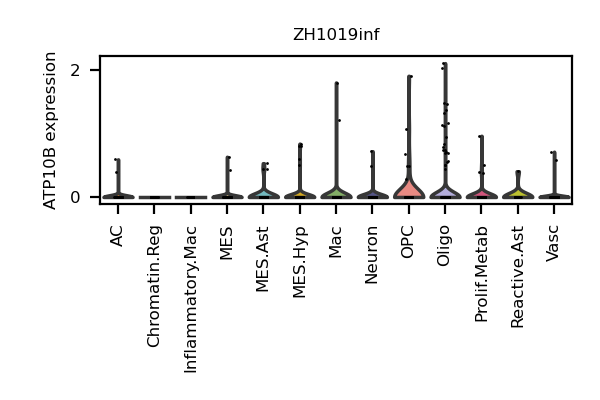 ZH1019inf
ATP10B expression
2
0
AC
Chromatin.Reg
Inflammatory.Mac
MES
MES.Ast
MES.Hyp
Mac
Neuron
OPC
Oligo
Prolif.Metab
Reactive.Ast
Vasc